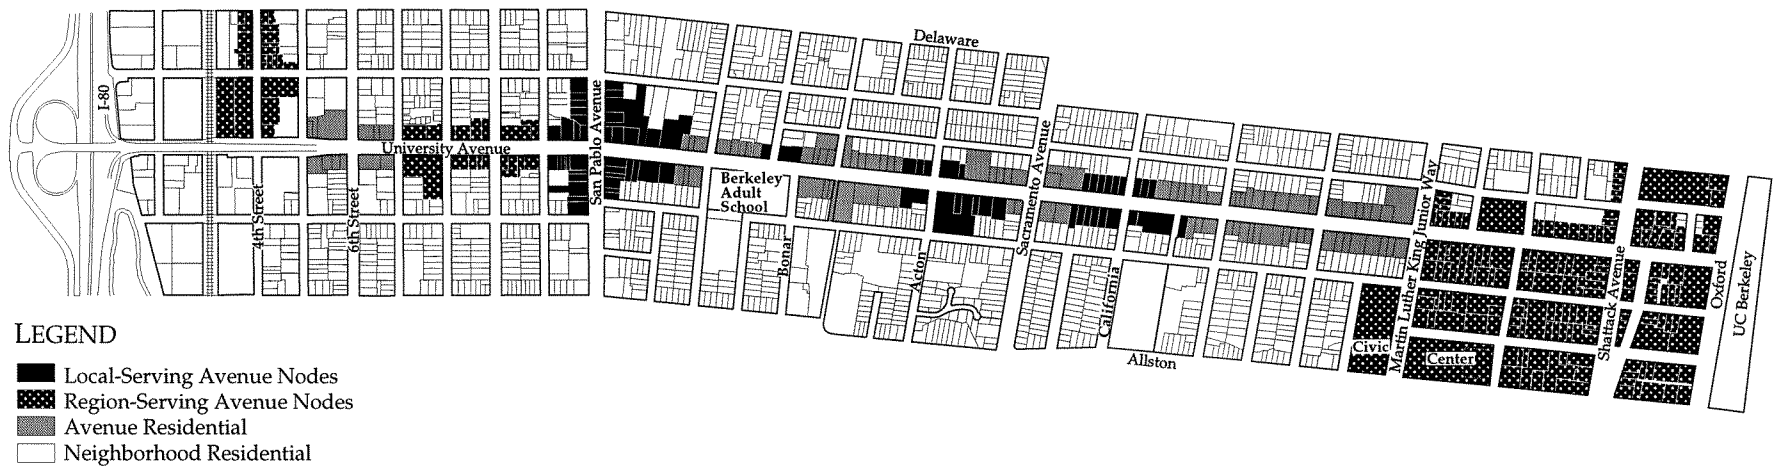 Delaware
I-80
University Avenue
San Pablo Avenue
4th Street
6th Street
Berkeley
Adult
School
Bonar
Acton
Sacramento Avenue
California
Allston
Martin Luther King Junior Way
Civic
Center
Shattack Avenue
Oxford
UC Berkeley
LEGEND
Local-Serving Avenue Nodes
Region-Serving Avenue Nodes
Avenue Residential
Neighborhood Residential